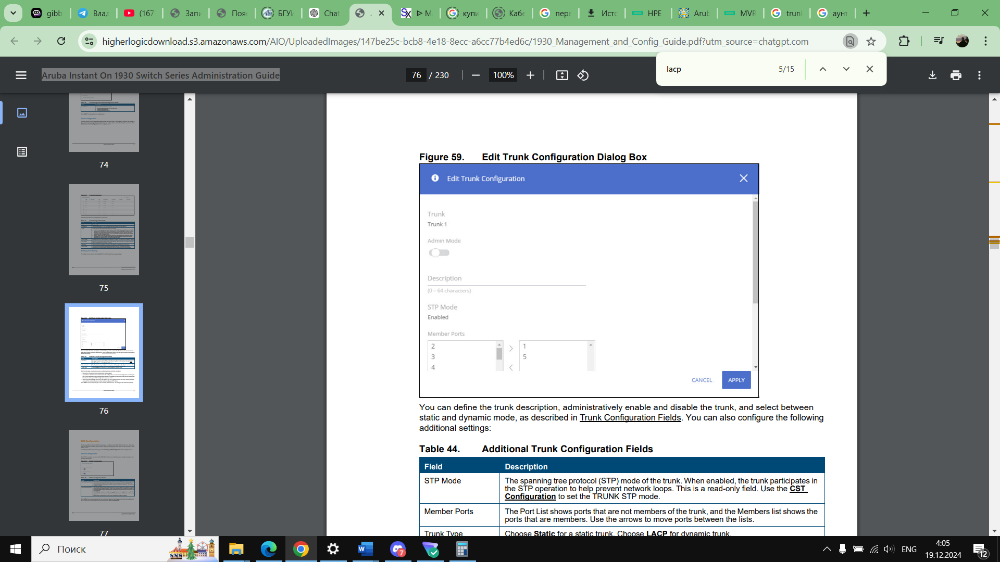 gibb
Влад
(167
Запи
Пояс
БГУИ
Chat
купи
Кабе
пере
Исто
HPE
Arub
MVR
trunk
аунт
higherlogicdownload.s3.amazonaws.com/AIO/UploadedImages/147be25c-bcb8-4e18-8ecc-a6cc77b4ed6c/1930_Management_and_Config_Guide.pdf?utm_source=chatgpt.com
lacp 5/15
Aruba Instant On 1930 Switch Series Administration Guide
76 / 230
100%
74
75
76
77
Figure 59. Edit Trunk Configuration Dialog Box
Edit Trunk Configuration
Trunk
Trunk 1
Admin Mode
Description
(0 – 64 characters)
STP Mode
Enabled
Member Ports
2 1
3 5
4
CANCEL APPLY
You can define the trunk description, administratively enable and disable the trunk, and select between
static and dynamic mode, as described in Trunk Configuration Fields. You can also configure the following
additional settings:
Table 44. Additional Trunk Configuration Fields
Field Description
STP Mode The spanning tree protocol (STP) mode of the trunk. When enabled, the trunk participates in
the STP operation to help prevent network loops. This is a read-only field. Use the CST
Configuration to set the TRUNK STP mode.
Member Ports The Port List shows ports that are not members of the trunk, and the Members list shows the
ports that are members. Use the arrows to move ports between the lists.
Trunk Type Choose Static for a static trunk. Choose LACP for dynamic trunk.
Поиск
7
ENG
4:05
19.12.2024
12